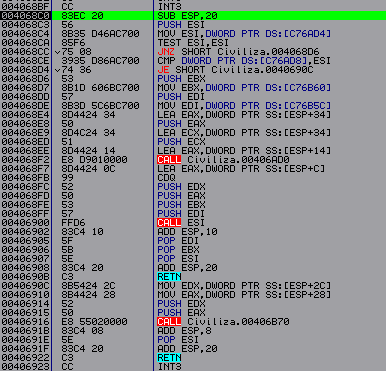 004068BF CC INT3
004068C0 83EC 20 SUB ESP,20
004068C3 56 PUSH ESI
004068C4 8B35 D46AC700 MOV ESI,DWORD PTR DS:[C76AD4]
004068CA 85F6 TEST ESI,ESI
004068CC 75 08 JNZ SHORT Civiliza.004068D6
004068CE 3935 D86AC700 CMP DWORD PTR DS:[C76AD8],ESI
004068D4 74 36 JE SHORT Civiliza.0040690C
004068D6 53 PUSH EBX
004068D7 8B1D 606BC700 MOV EBX,DWORD PTR DS:[C76B60]
004068DD 57 PUSH EDI
004068DE 8B3D 5C6BC700 MOV EDI,DWORD PTR DS:[C76B5C]
004068E4 8D4424 34 LEA EAX,DWORD PTR SS:[ESP+34]
004068E8 50 PUSH EAX
004068E9 8D4C24 34 LEA ECX,DWORD PTR SS:[ESP+34]
004068ED 51 PUSH ECX
004068EE 8D4424 14 LEA EAX,DWORD PTR SS:[ESP+14]
004068F2 E8 D9010000 CALL Civiliza.00406AD0
004068F7 8D4424 0C LEA EAX,DWORD PTR SS:[ESP+C]
004068FB 99 CDQ
004068FC 52 PUSH EDX
004068FD 50 PUSH EAX
004068FE 53 PUSH EBX
004068FF 57 PUSH EDI
00406900 FFD6 CALL ESI
00406902 83C4 10 ADD ESP,10
00406905 5F POP EDI
00406906 5B POP EBX
00406907 5E POP ESI
00406908 83C4 20 ADD ESP,20
0040690B C3 RETN
0040690C 8B5424 2C MOV EDX,DWORD PTR SS:[ESP+2C]
00406910 8B4424 28 MOV EAX,DWORD PTR SS:[ESP+28]
00406914 52 PUSH EDX
00406915 50 PUSH EAX
00406916 E8 55020000 CALL Civiliza.00406B70
0040691B 83C4 08 ADD ESP,8
0040691E 5E POP ESI
0040691F 83C4 20 ADD ESP,20
00406922 C3 RETN
00406923 CC INT3